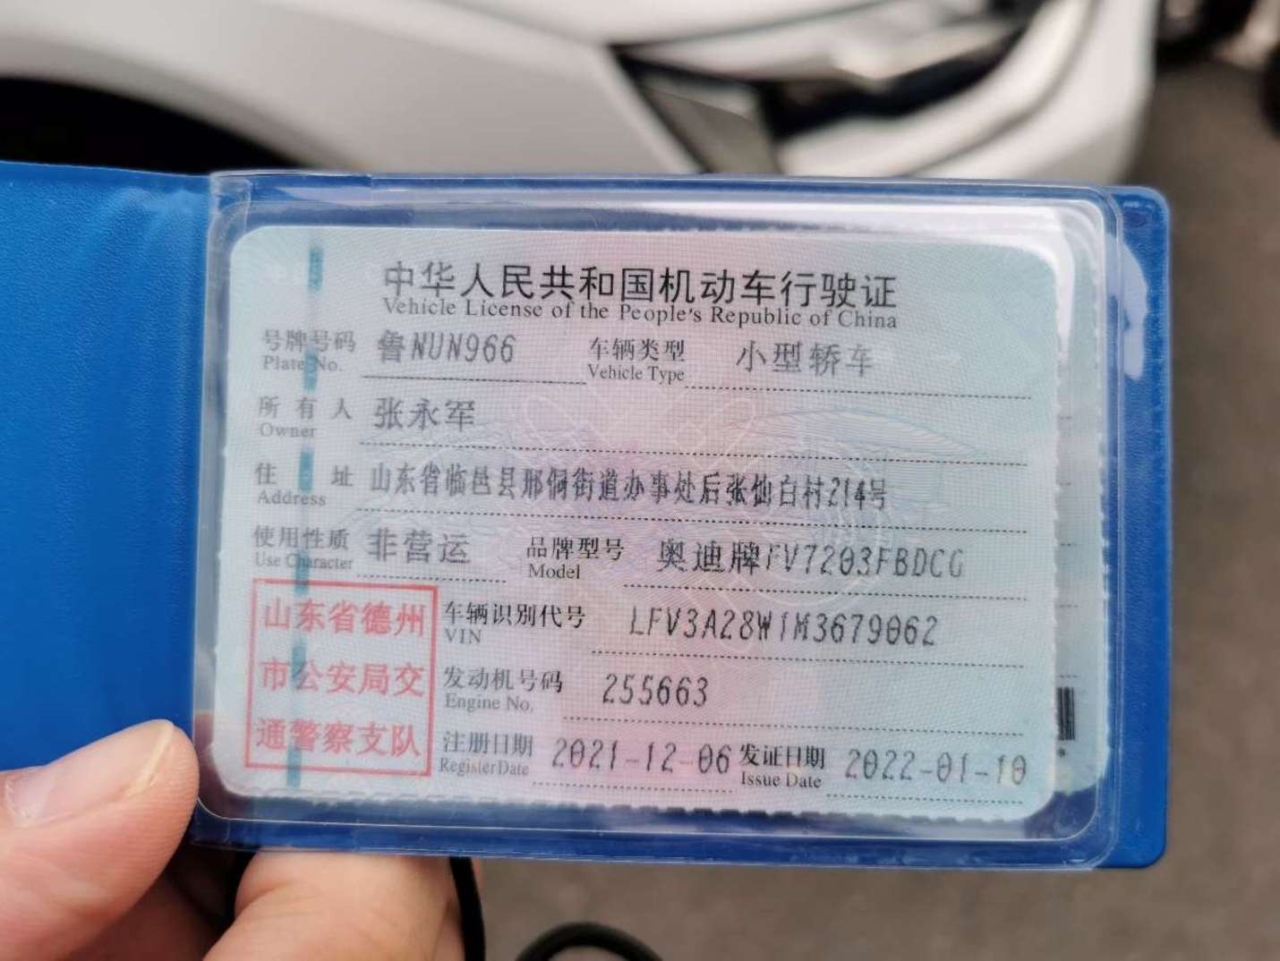 中华人民共和国机动车行驶证
Vehicle License of the People's Republic of China
号牌号码 鲁NUN966 车辆类型 小型轿车
Plate No. Vehicle Type
所有人 张永军
Owner
住址 山东省临邑县邢侗街道办事处后张仙白村214号
Address
使用性质 非营运 品牌型号 奥迪牌FV7203FBDCG
Use Character Model
山东省德州
市公安局交
通警察支队
车辆识别代号 LFV3A28W1M3679062
VIN
发动机号码 255663
Engine No.
注册日期 2021-12-06 发证日期 2022-01-10
Register Date Issue Date